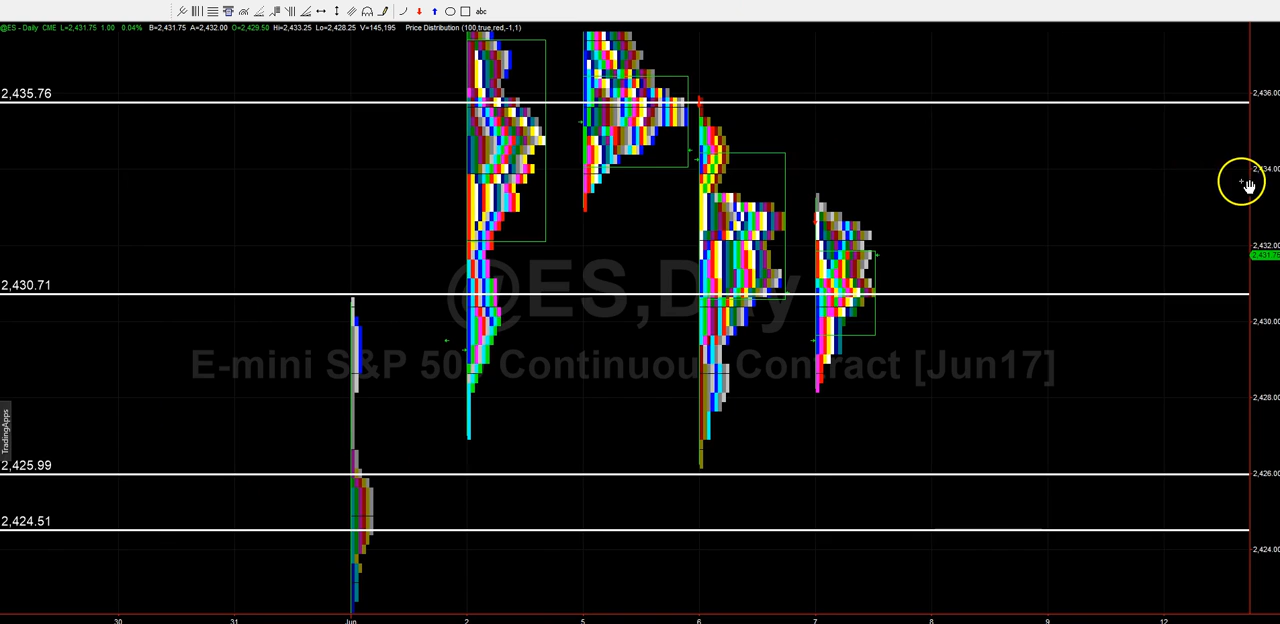 abc
@ES - Daily CME L=2,431.75 1.00 0.04% B=2,431.75 A=2,432.00 O=2,429.50 Hi=2,433.25 Lo=2,428.25 V=145,195 Price Distribution (100,true,red,-1,1)
2,435.76
2,436.00
2,434.00
2,432.00
2,431.75
@ES,Daily
2,430.71
2,430.00
E-mini S&P 500 Continuous Contract [Jun17]
2,428.00
TradingApps
2,425.99
2,426.00
2,424.51
2,424.00
30 31 Jun 2 5 6 7 8 9 12